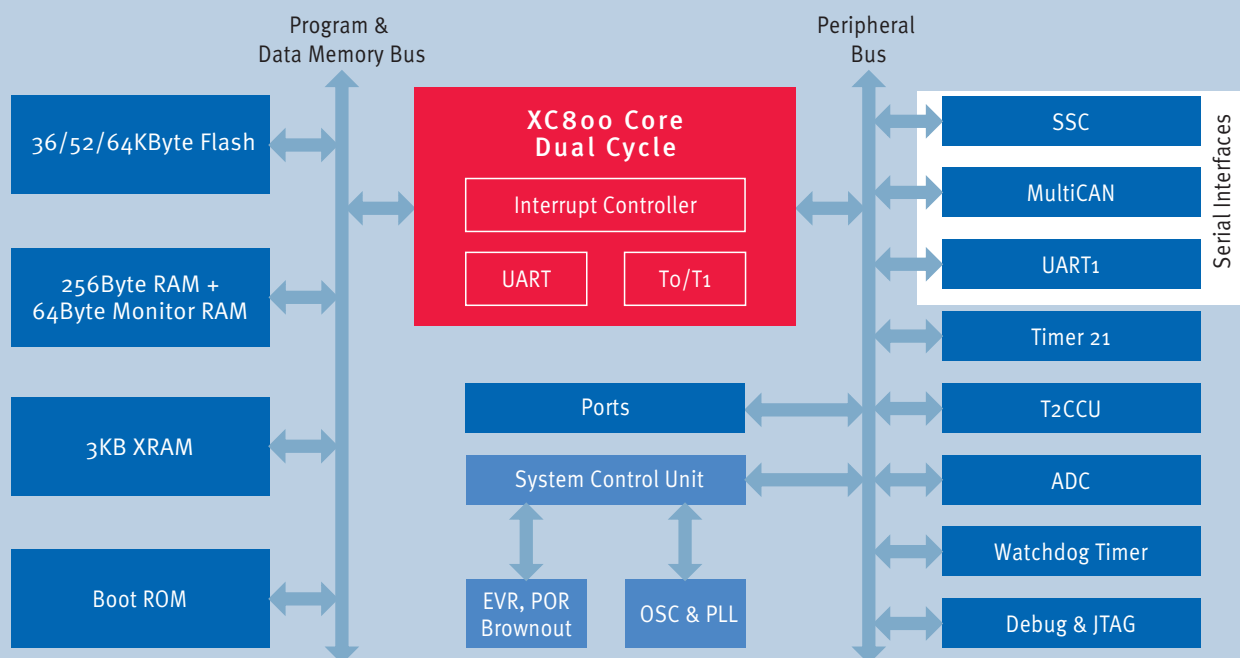 Program &
Data Memory Bus
Peripheral
Bus
36/52/64KByte Flash
256Byte RAM +
64Byte Monitor RAM
3KB XRAM
Boot ROM
XC800 Core
Dual Cycle
Interrupt Controller
UART
T0/T1
Ports
System Control Unit
EVR, POR
Brownout
OSC & PLL
SSC
MultiCAN
UART1
Serial Interfaces
Timer 21
T2CCU
ADC
Watchdog Timer
Debug & JTAG